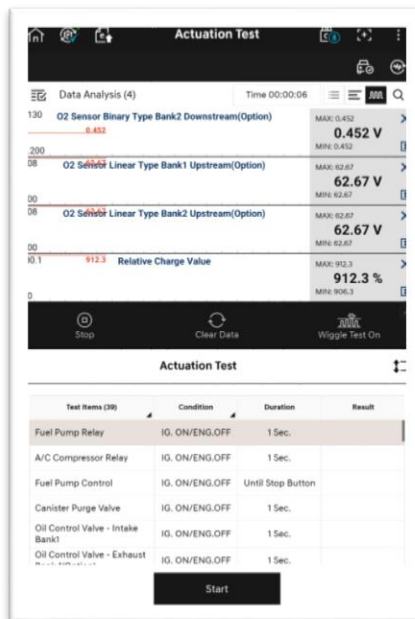 Actuation Test
Data Analysis (4)
Time 00:00:06
130
O2 Sensor Binary Type Bank2 Downstream(Option)
0.452
.200
MAX: 0.452
0.452 V
MIN: 0.452
08
O2 Sensor Linear Type Bank1 Upstream(Option)
62.67
00
MAX: 62.67
62.67 V
MIN: 62.67
08
O2 Sensor Linear Type Bank2 Upstream(Option)
62.67
00
MAX: 62.67
62.67 V
MIN: 62.67
00.1
912.3
Relative Charge Value
0
MAX: 912.3
912.3 %
MIN: 906.3
Stop
Clear Data
Wiggle Test On
Actuation Test
Test Items (39) Condition Duration Result
Fuel Pump Relay IG. ON/ENG.OFF 1 Sec.
A/C Compressor Relay IG. ON/ENG.OFF 1 Sec.
Fuel Pump Control IG. ON/ENG.OFF Until Stop Button
Canister Purge Valve IG. ON/ENG.OFF 1 Sec.
Oil Control Valve - Intake
Bank1 IG. ON/ENG.OFF 1 Sec.
Oil Control Valve - Exhaust
IG. ON/ENG.OFF 1 Sec.
Start